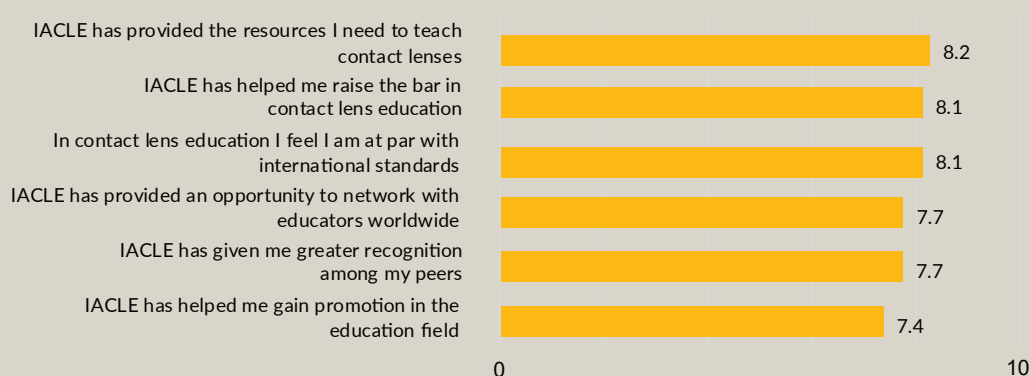 IACLE has provided the resources I need to teach
contact lenses
8.2
IACLE has helped me raise the bar in
contact lens education
8.1
In contact lens education I feel I am at par with
international standards
8.1
IACLE has provided an opportunity to network with
educators worldwide
7.7
IACLE has given me greater recognition
among my peers
7.7
IACLE has helped me gain promotion in the
education field
7.4
0
10